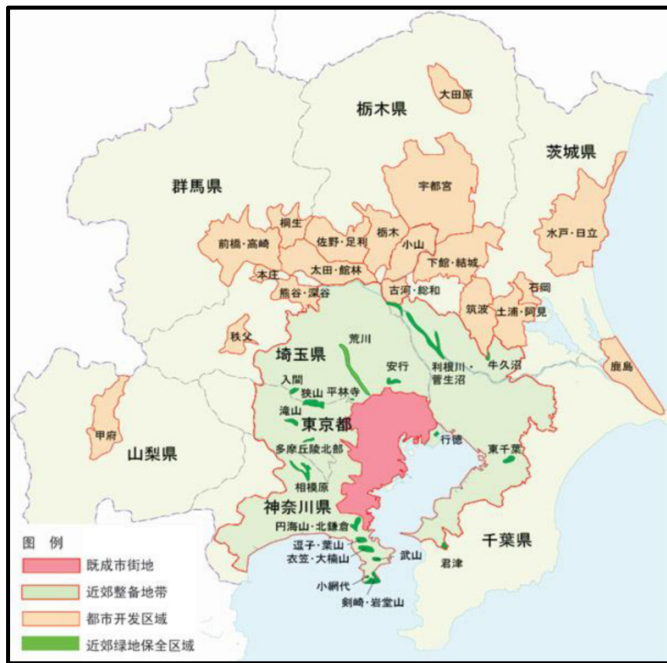 大田原
栃木県
茨城県
宇都宮
群馬県
桐生
栃木
前橋・高崎
佐野・足利
小山
水戸・日立
太田・館林
下館・結城
本庄
石岡
熊谷・深谷
古河・総和
筑波
土浦・阿見
秩父
荒川
埼玉県
利根川・
菅生沼
牛久沼
鹿島
安行
入間
狭山
平林寺
滝山
東京都
甲府
山梨県
行徳
多摩丘陵北部
東千葉
相模原
神奈川県
円海山・北鎌倉
千葉県
逗子・葉山
武山
衣笠・大楠山
君津
小網代
剣崎・岩堂山
图 例
既成市街地
近郊整备地带
都市开发区域
近郊绿地保全区域